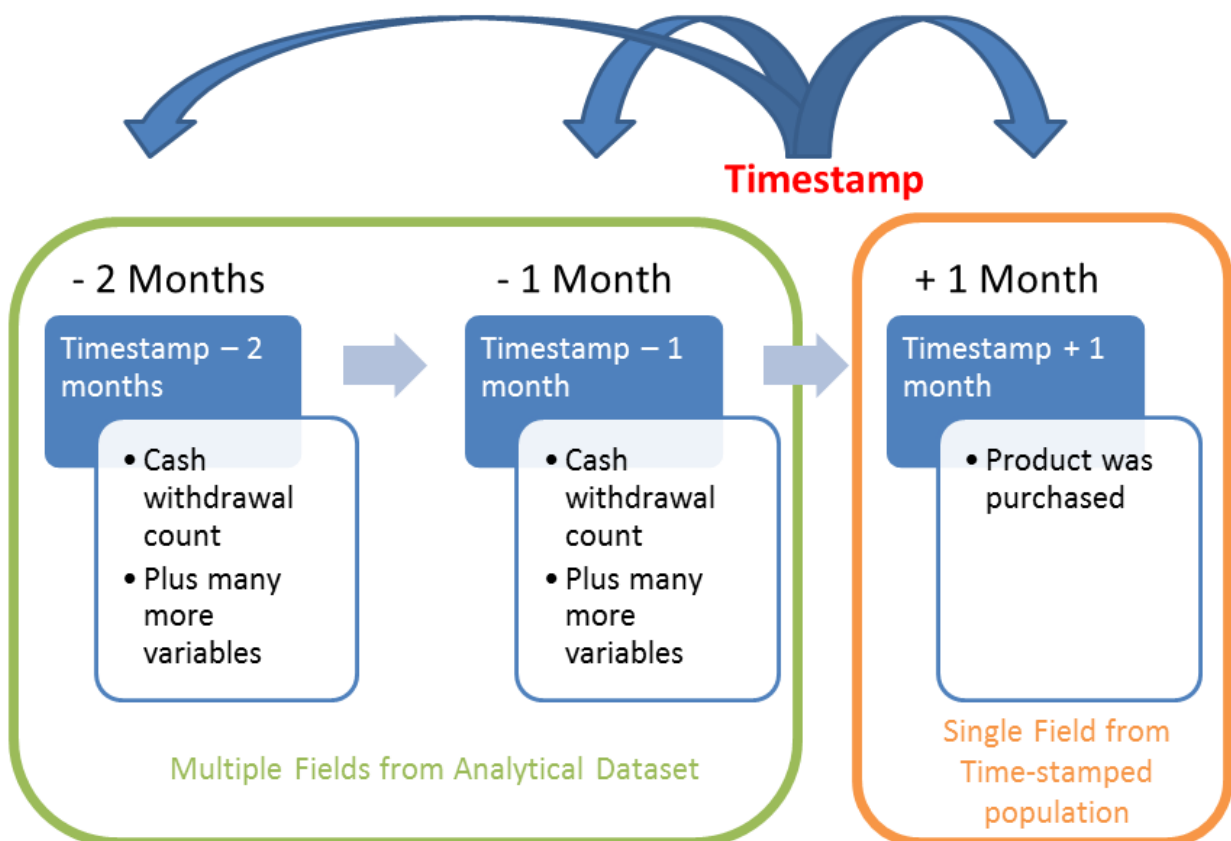 Timestamp
- 2 Months
- 1 Month
+ 1 Month
Timestamp – 2
months
• Cash
withdrawal
count
• Plus many
more
variables
Timestamp – 1
month
• Cash
withdrawal
count
• Plus many
more
variables
Timestamp + 1
month
• Product was
purchased
Multiple Fields from Analytical Dataset
Single Field from
Time-stamped
population